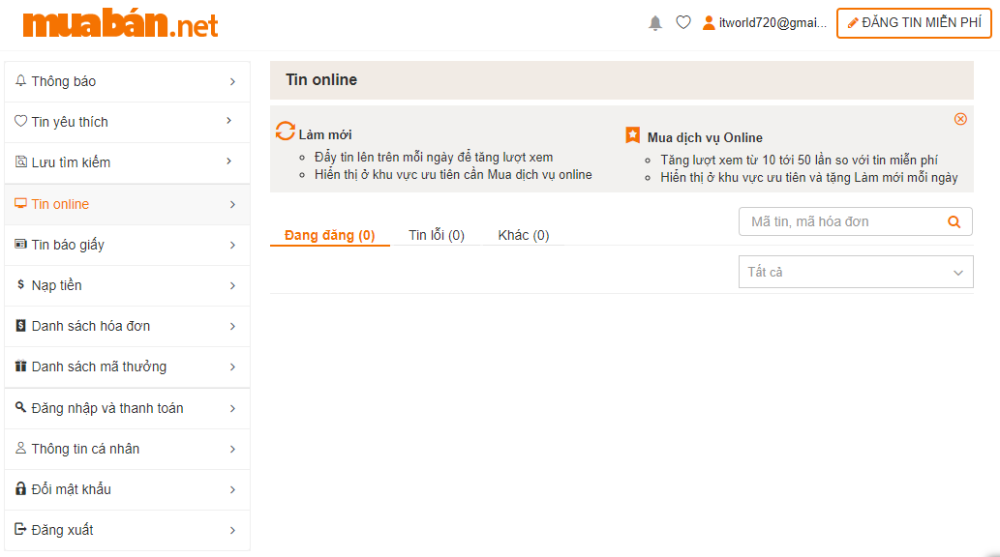 muabán.net
itworld720@gmai...
ĐĂNG TIN MIỄN PHÍ
Thông báo
Tin yêu thích
Lưu tìm kiếm
Tin online
Tin báo giấy
Nạp tiền
Danh sách hóa đơn
Danh sách mã thưởng
Đăng nhập và thanh toán
Thông tin cá nhân
Đổi mật khẩu
Đăng xuất
Tin online
Làm mới
Đẩy tin lên trên mỗi ngày để tăng lượt xem
Hiển thị ở khu vực ưu tiên cần Mua dịch vụ online
Mua dịch vụ Online
Tăng lượt xem từ 10 tới 50 lần so với tin miễn phí
Hiển thị ở khu vực ưu tiên và tặng Làm mới mỗi ngày
Đang đăng (0)
Tin lỗi (0)
Khác (0)
Mã tin, mã hóa đơn
Tất cả